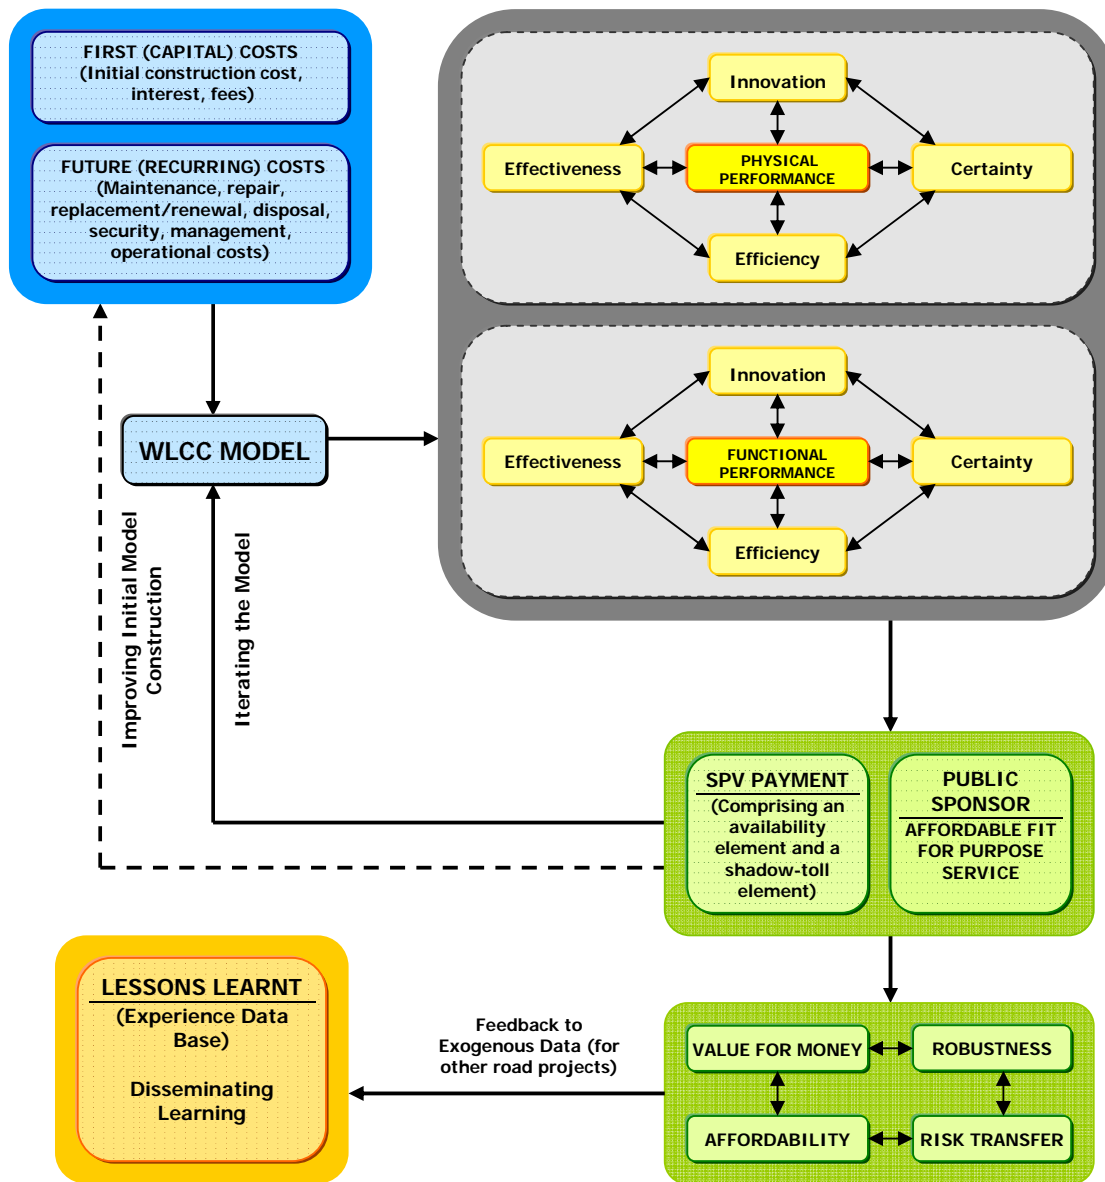 FIRST (CAPITAL) COSTS
(Initial construction cost,
interest, fees)
FUTURE (RECURRING) COSTS
(Maintenance, repair,
replacement/renewal, disposal,
security, management,
operational costs)
Innovation
Effectiveness
PHYSICAL
PERFORMANCE
Certainty
Efficiency
Innovation
Effectiveness
FUNCTIONAL
PERFORMANCE
Certainty
Efficiency
WLCC MODEL
Improving Initial Model
Construction
Iterating the Model
SPV PAYMENT
(Comprising an
availability
element and a
shadow-toll
element)
PUBLIC
SPONSOR
AFFORDABLE FIT
FOR PURPOSE
SERVICE
LESSONS LEARNT
(Experience Data
Base)
Disseminating
Learning
Feedback to
Exogenous Data (for
other road projects)
VALUE FOR MONEY
ROBUSTNESS
AFFORDABILITY
RISK TRANSFER